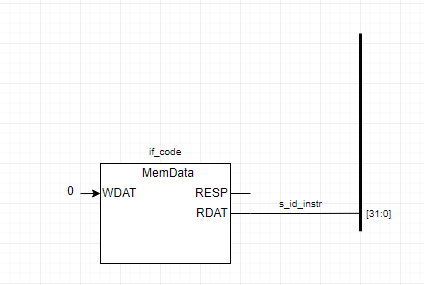 if_code
MemData
0
WDAT
RESP
RDAT
s_id_instr
[31:0]